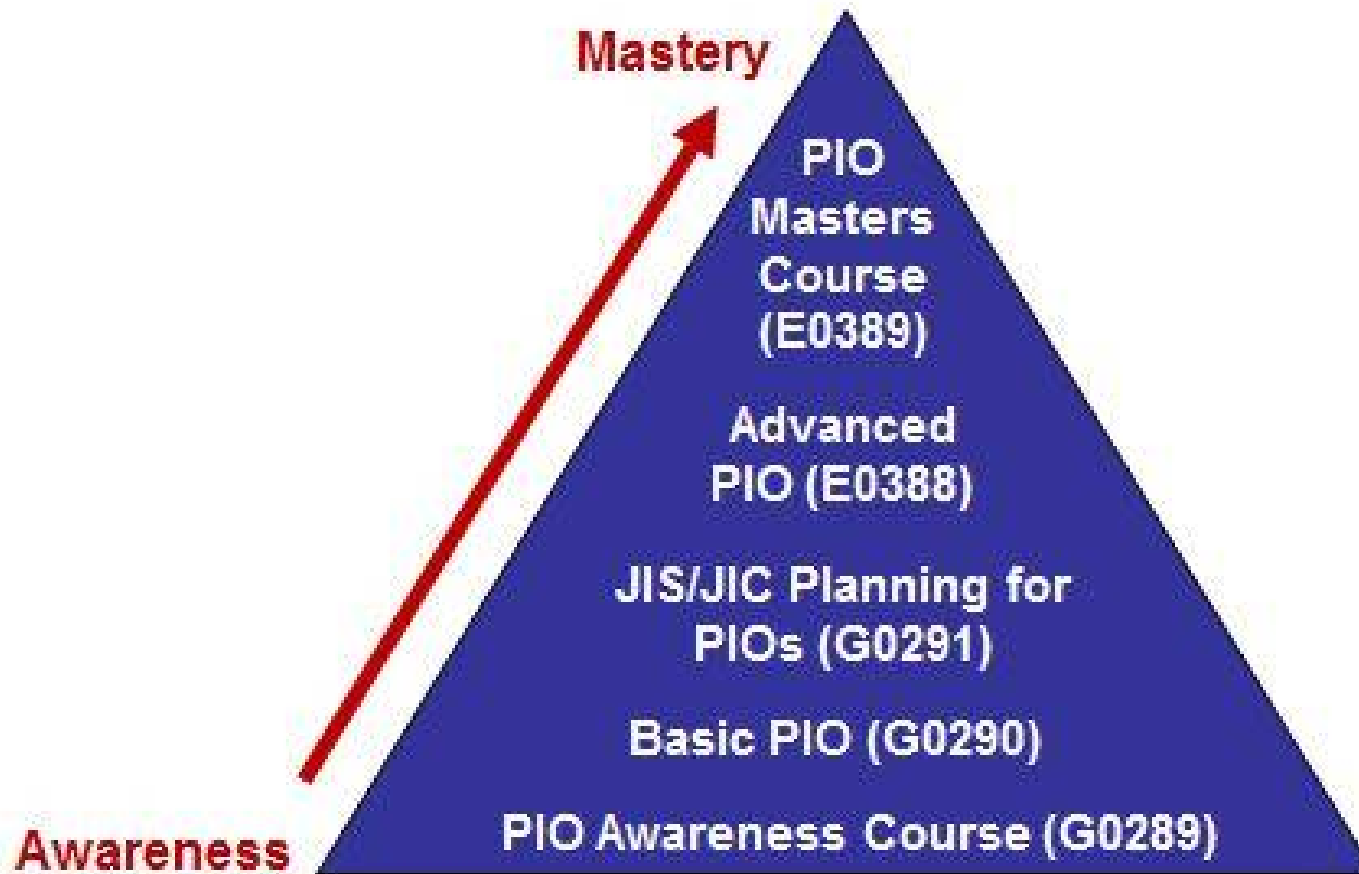 Mastery
PIO
Masters
Course
(E0389)
Advanced
PIO (E0388)
JIS/JIC Planning for
PIOs (G0291)
Basic PIO (G0290)
PIO Awareness Course (G0289)
Awareness